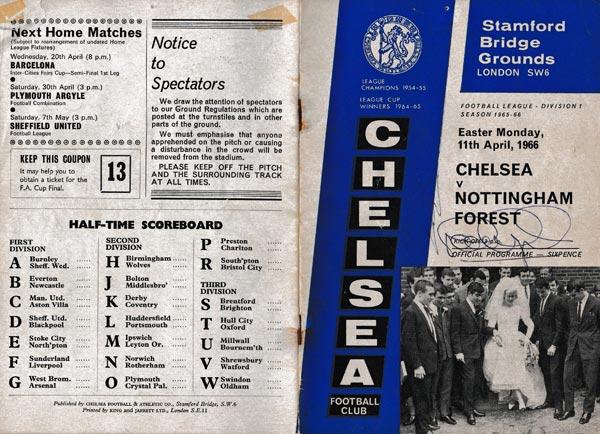 Next Home Matches
(Subject to rearrangement of undated Home
League Fixtures)
Wednesday, 20th April (8 p.m.)
BARCELONA
Inter-Cities Fairs Cup—Semi-Final 1st Leg
Saturday, 30th April (3 p.m.)
PLYMOUTH ARGYLE
Football Combination
Saturday, 7th May (3 p.m.)
SHEFFIELD UNITED
Football League
KEEP THIS COUPON
It may help you to
obtain a ticket for the
F.A. Cup Final.
13
Notice
to
Spectators
We draw the attention of spectators
to our Ground Regulations which are
posted at the turnstiles and in other
parts of the ground.
We must emphasise that anyone
apprehended on the pitch or causing
a disturbance in the crowd will be
removed from the stadium.
PLEASE KEEP OFF THE PITCH
AND THE SURROUNDING TRACK
AT ALL TIMES.
HALF-TIME SCOREBOARD
FIRST
DIVISION
A Burnley ......
Sheff. Wed. ......
B Everton ......
Newcastle ......
C Man. Utd. ......
Aston Villa ......
D Sheff. Utd. ......
Blackpool ......
E Stoke City ......
North'pton ......
F Sunderland ......
Liverpool ......
G West Brom. ......
Arsenal ......
SECOND
DIVISION
H Birmingham ......
Wolves ......
J Bolton ......
Middlesbro' ......
K Derby ......
Coventry ......
L Huddersfield ......
Portsmouth ......
M Ipswich ......
Leyton Or. ......
N Norwich ......
Rotherham ......
O Plymouth ......
Crystal Pal. ......
P Preston ......
Charlton ......
R South'pton ......
Bristol City ......
THIRD
DIVISION
S Brentford ......
Brighton ......
T Hull City ......
Oxford ......
U Millwall ......
Bournem'th ......
V Shrewsbury ......
Watford ......
W Swindon ......
Oldham ......
Published by CHELSEA FOOTBALL & ATHLETIC CO., Stamford Bridge, S.W.6
Printed by KING and JARRETT LTD., London S.E.11
LEAGUE
CHAMPIONS 1954-55
LEAGUE CUP
WINNERS 1964-65
CHELSEA
FOOTBALL
CLUB
Stamford
Bridge
Grounds
LONDON SW6
FOOTBALL LEAGUE - DIVISION 1
SEASON 1965-66
Easter Monday,
11th April, 1966
CHELSEA
v
NOTTINGHAM
FOREST
OFFICIAL PROGRAMME — SIXPENCE